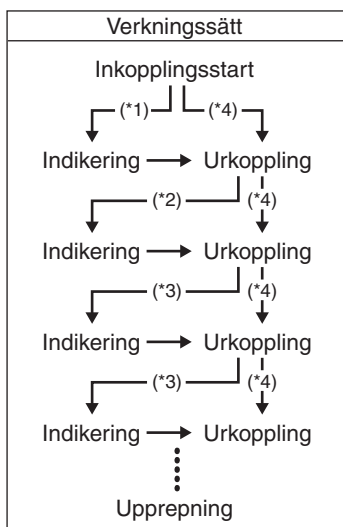 Verkningssätt
Inkopplingsstart
(*1) (*4)
Indikering Urkoppling
(*2) (*4)
Indikering Urkoppling
(*3) (*4)
Indikering Urkoppling
(*3) (*4)
Indikering Urkoppling
Upprepning